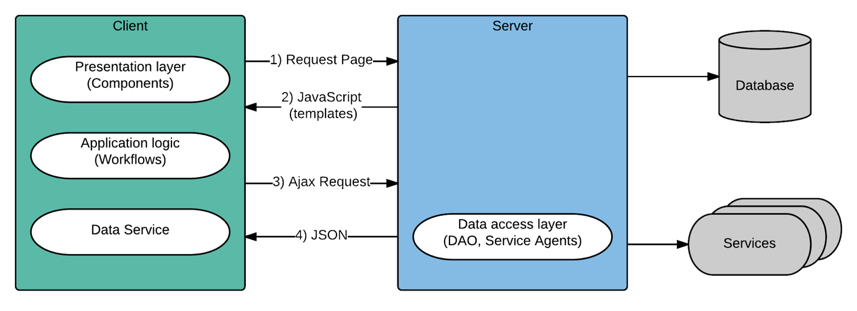 Client
Presentation layer
(Components)
Application logic
(Workflows)
Data Service
1) Request Page
2) JavaScript
(templates)
3) Ajax Request
4) JSON
Server
Data access layer
(DAO, Service Agents)
Database
Services